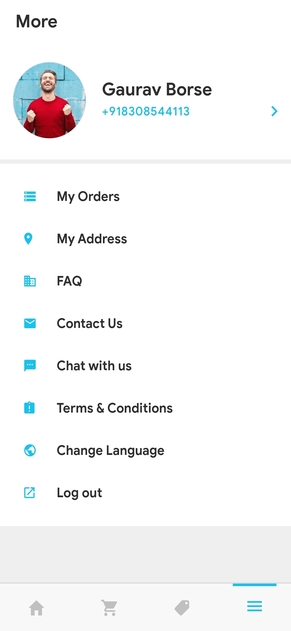 More
Gaurav Borse
+918308544113
My Orders
My Address
FAQ
Contact Us
Chat with us
Terms & Conditions
Change Language
Log out